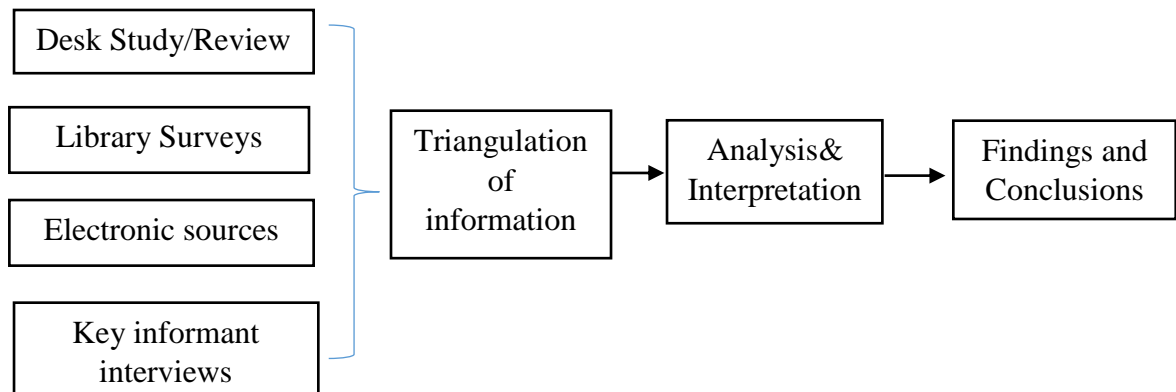 Desk Study/Review
Library Surveys
Electronic sources
Key informant
interviews
Triangulation
of
information
Analysis&
Interpretation
Findings and
Conclusions